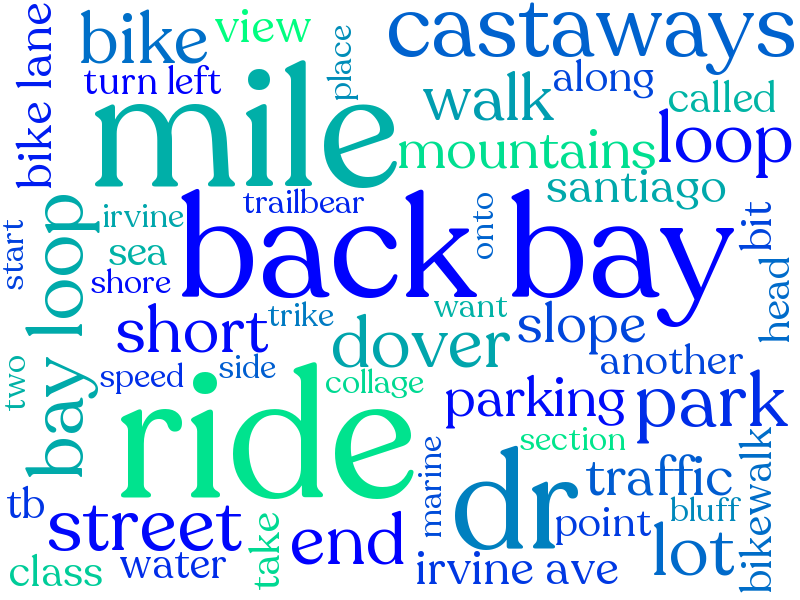 bike lane
bike
view
place
castaways
turn left
along
mile
walk
called
mountains
loop
santiago
start
bay loop
irvine
trailbear
sea
shore
back bay
onto
bit
head
short
trike
want
dover
slope
another
two
speed
side
collage
parking
park
ride
section
marine
dr
traffic
bikewalk
tb
street
take
end
point
bluff
lot
class
water
irvine ave